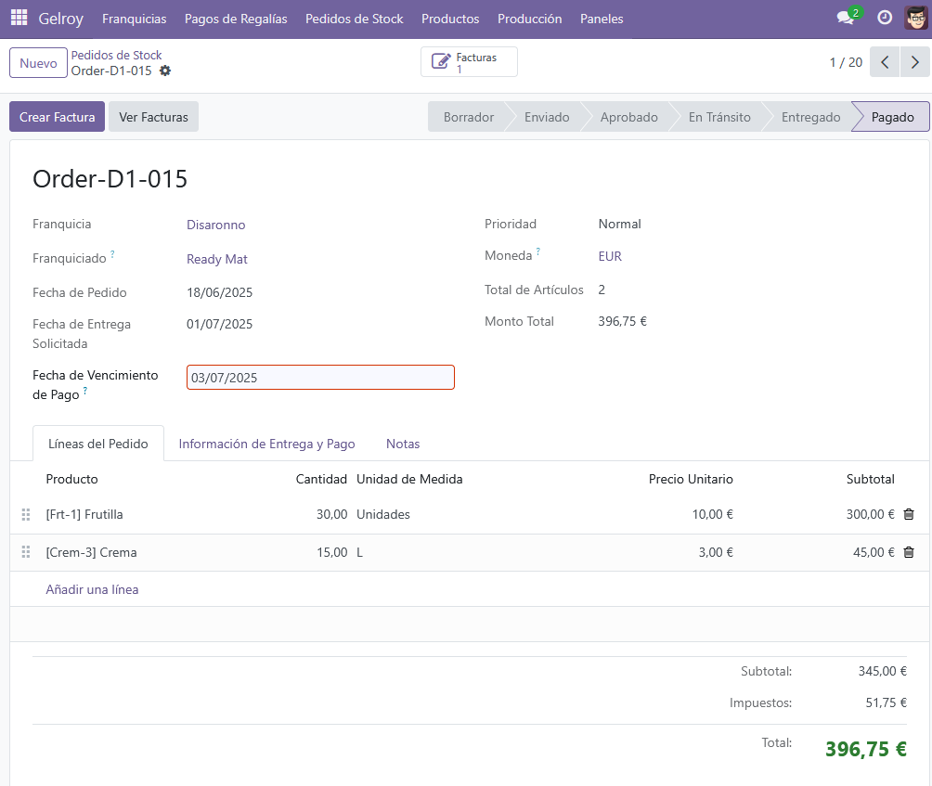 Gelroy Franquicias Pagos de Regalías Pedidos de Stock Productos Producción Paneles 2
Nuevo Pedidos de Stock
Order-D1-015
Facturas
1
1 / 20
Crear Factura Ver Facturas Borrador Enviado Aprobado En Tránsito Entregado Pagado
Order-D1-015
Franquicia Disaronno Prioridad Normal
Franquiciado ? Ready Mat Moneda ? EUR
Fecha de Pedido 18/06/2025 Total de Artículos 2
Fecha de Entrega Solicitada 01/07/2025 Monto Total 396,75 €
Fecha de Vencimiento de Pago ? 03/07/2025
Líneas del Pedido Información de Entrega y Pago Notas
Producto Cantidad Unidad de Medida Precio Unitario Subtotal
[Frt-1] Frutilla 30,00 Unidades 10,00 € 300,00 €
[Crem-3] Crema 15,00 L 3,00 € 45,00 €
Añadir una línea
Subtotal: 345,00 €
Impuestos: 51,75 €
Total: 396,75 €